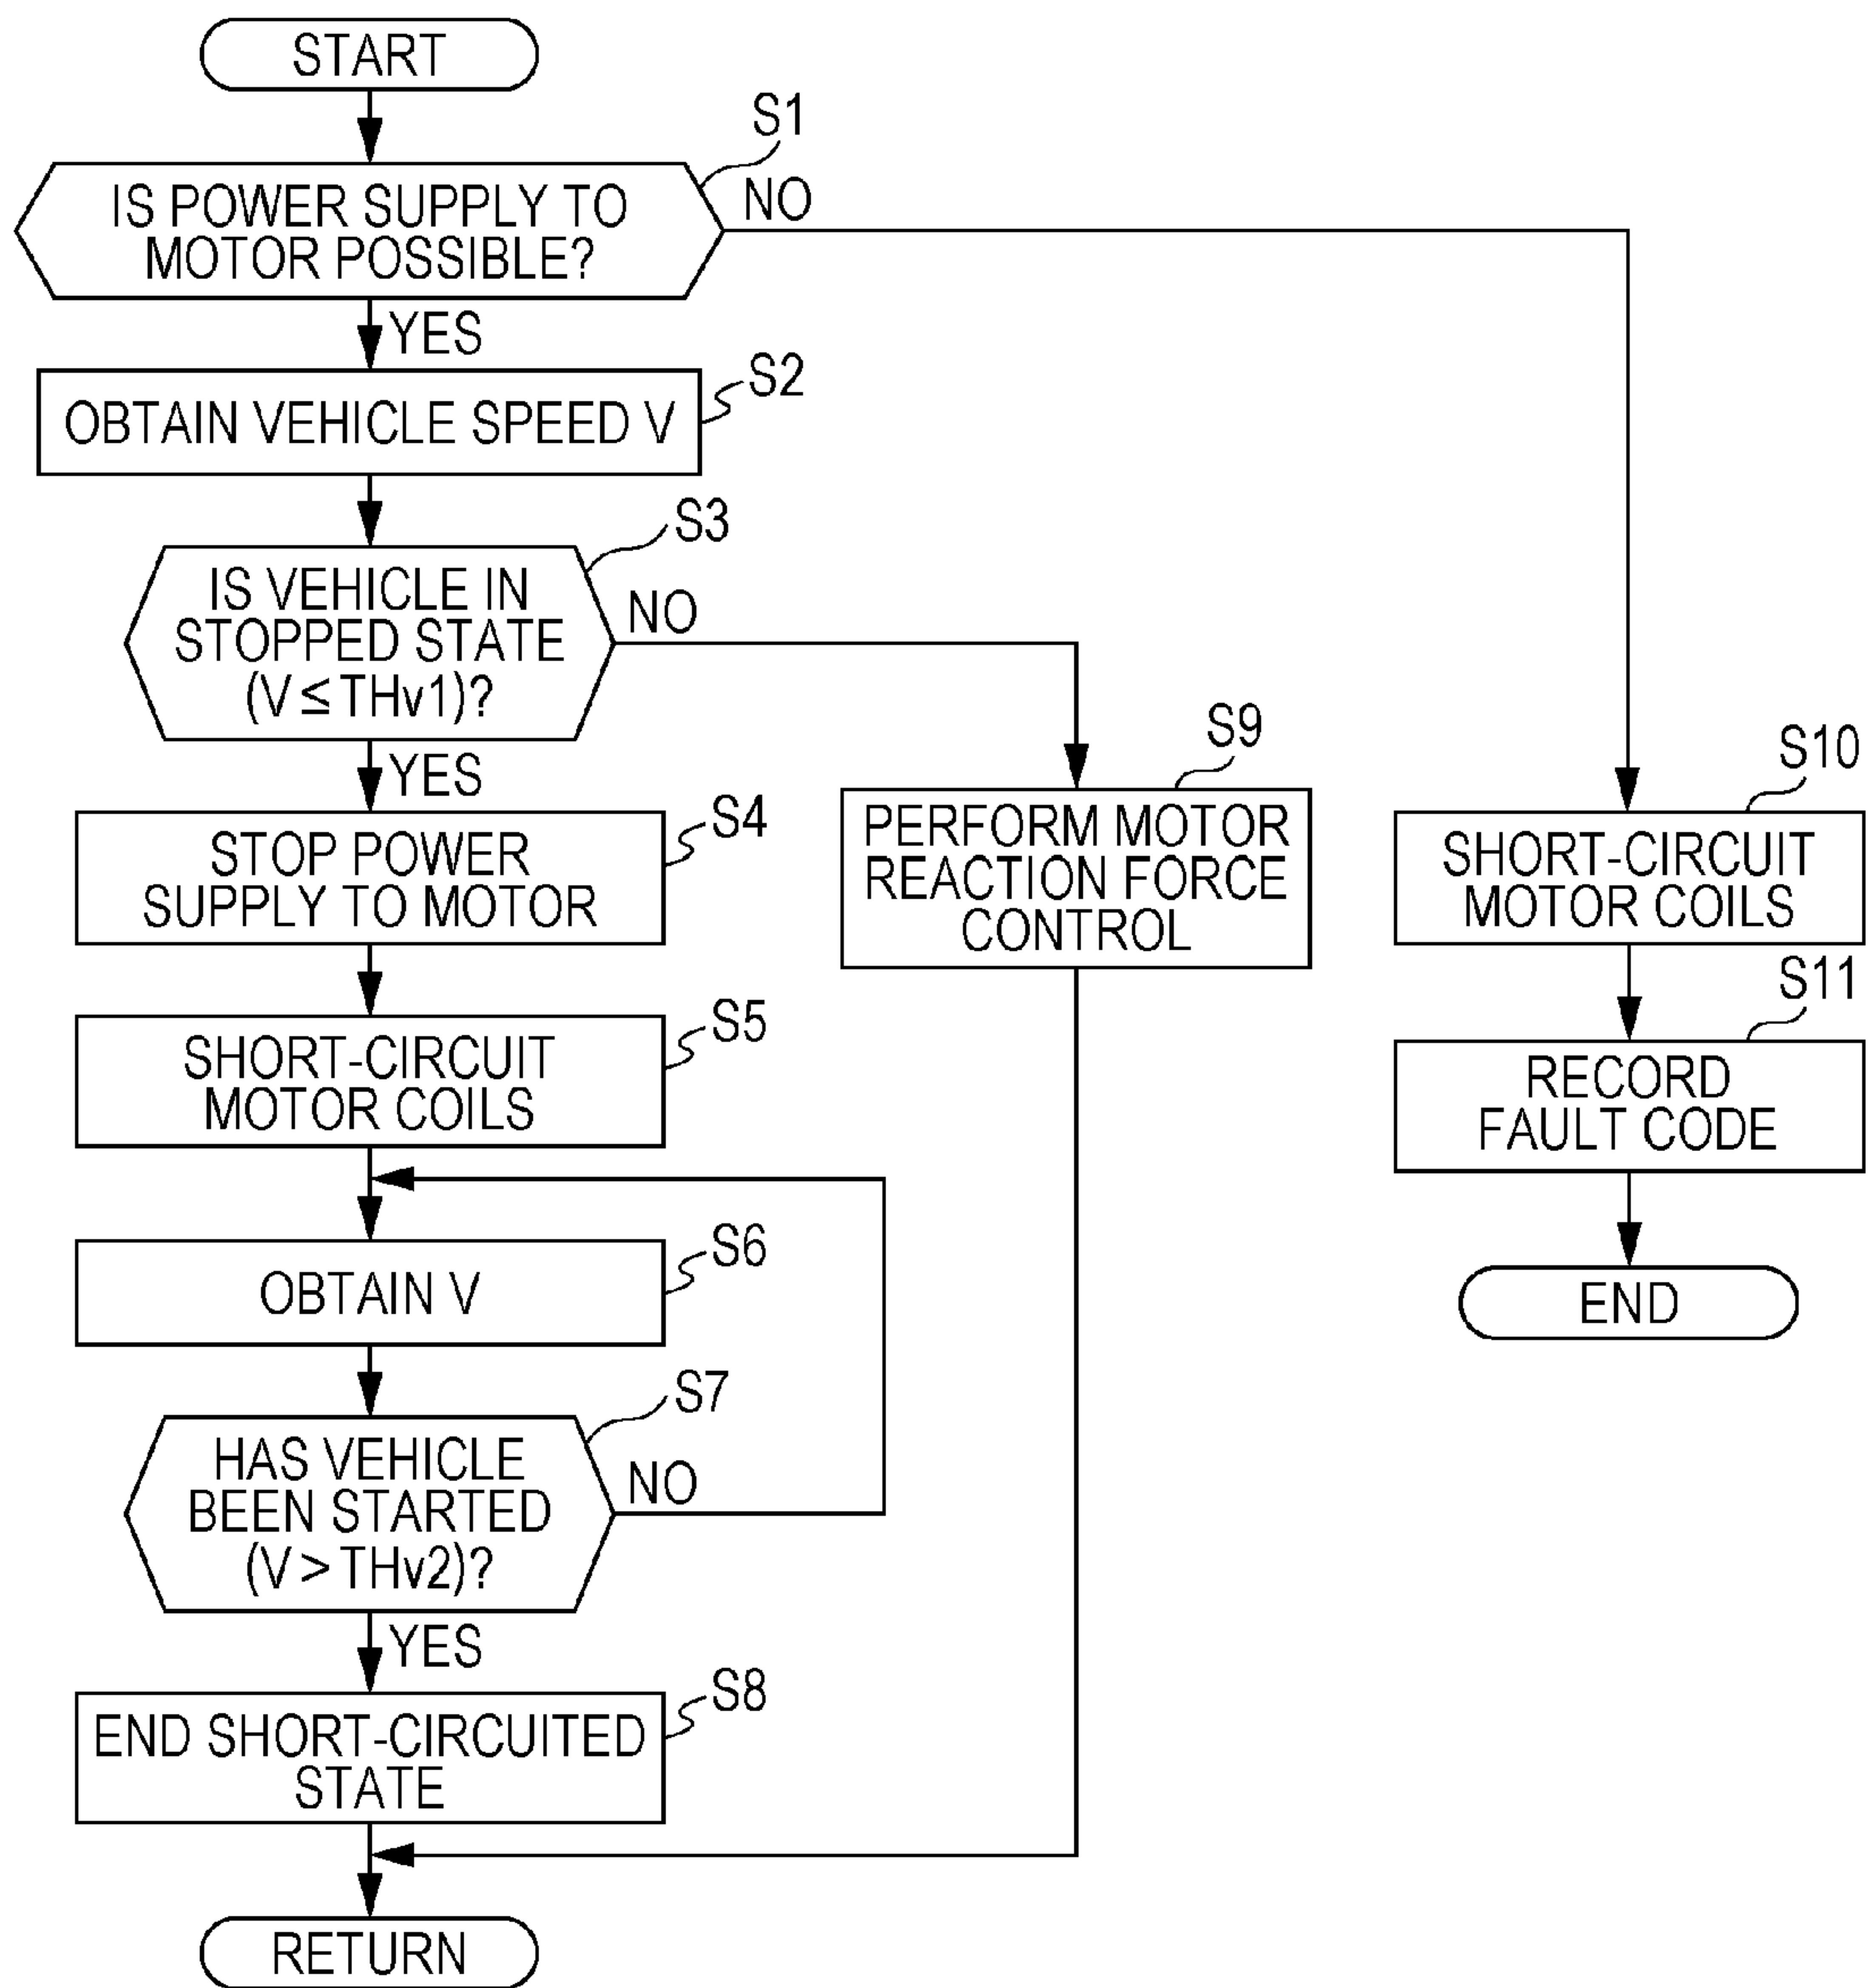 START
S1
IS POWER SUPPLY TO
MOTOR POSSIBLE?
NO
YES
S2
OBTAIN VEHICLE SPEED V
S3
IS VEHICLE IN
STOPPED STATE
(V ≤ THv1)?
NO
YES
S4
STOP POWER
SUPPLY TO MOTOR
S5
SHORT-CIRCUIT
MOTOR COILS
S6
OBTAIN V
S7
HAS VEHICLE
BEEN STARTED
(V > THv2)?
NO
YES
S8
END SHORT-CIRCUITED
STATE
RETURN
S9
PERFORM MOTOR
REACTION FORCE
CONTROL
S10
SHORT-CIRCUIT
MOTOR COILS
S11
RECORD
FAULT CODE
END